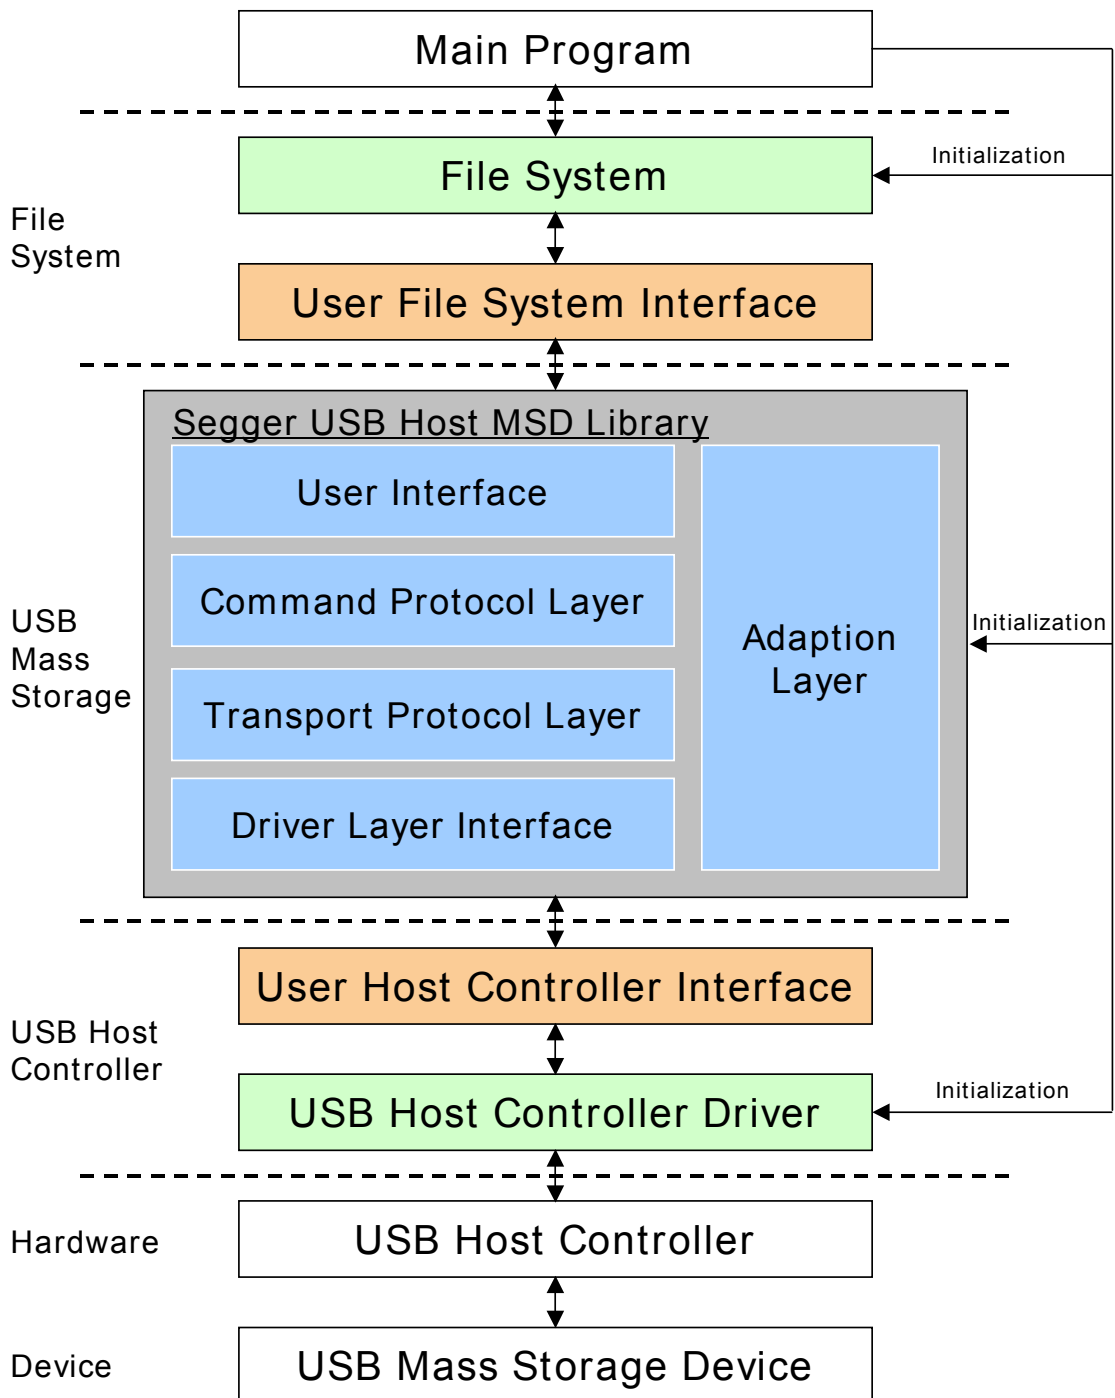 Main Program
File System
Initialization
File
System
User File System Interface
Segger USB Host MSD Library
User Interface
Command Protocol Layer
Transport Protocol Layer
Driver Layer Interface
Adaption
Layer
USB
Mass
Storage
Initialization
User Host Controller Interface
USB Host
Controller
USB Host Controller Driver
Initialization
Hardware
USB Host Controller
Device
USB Mass Storage Device